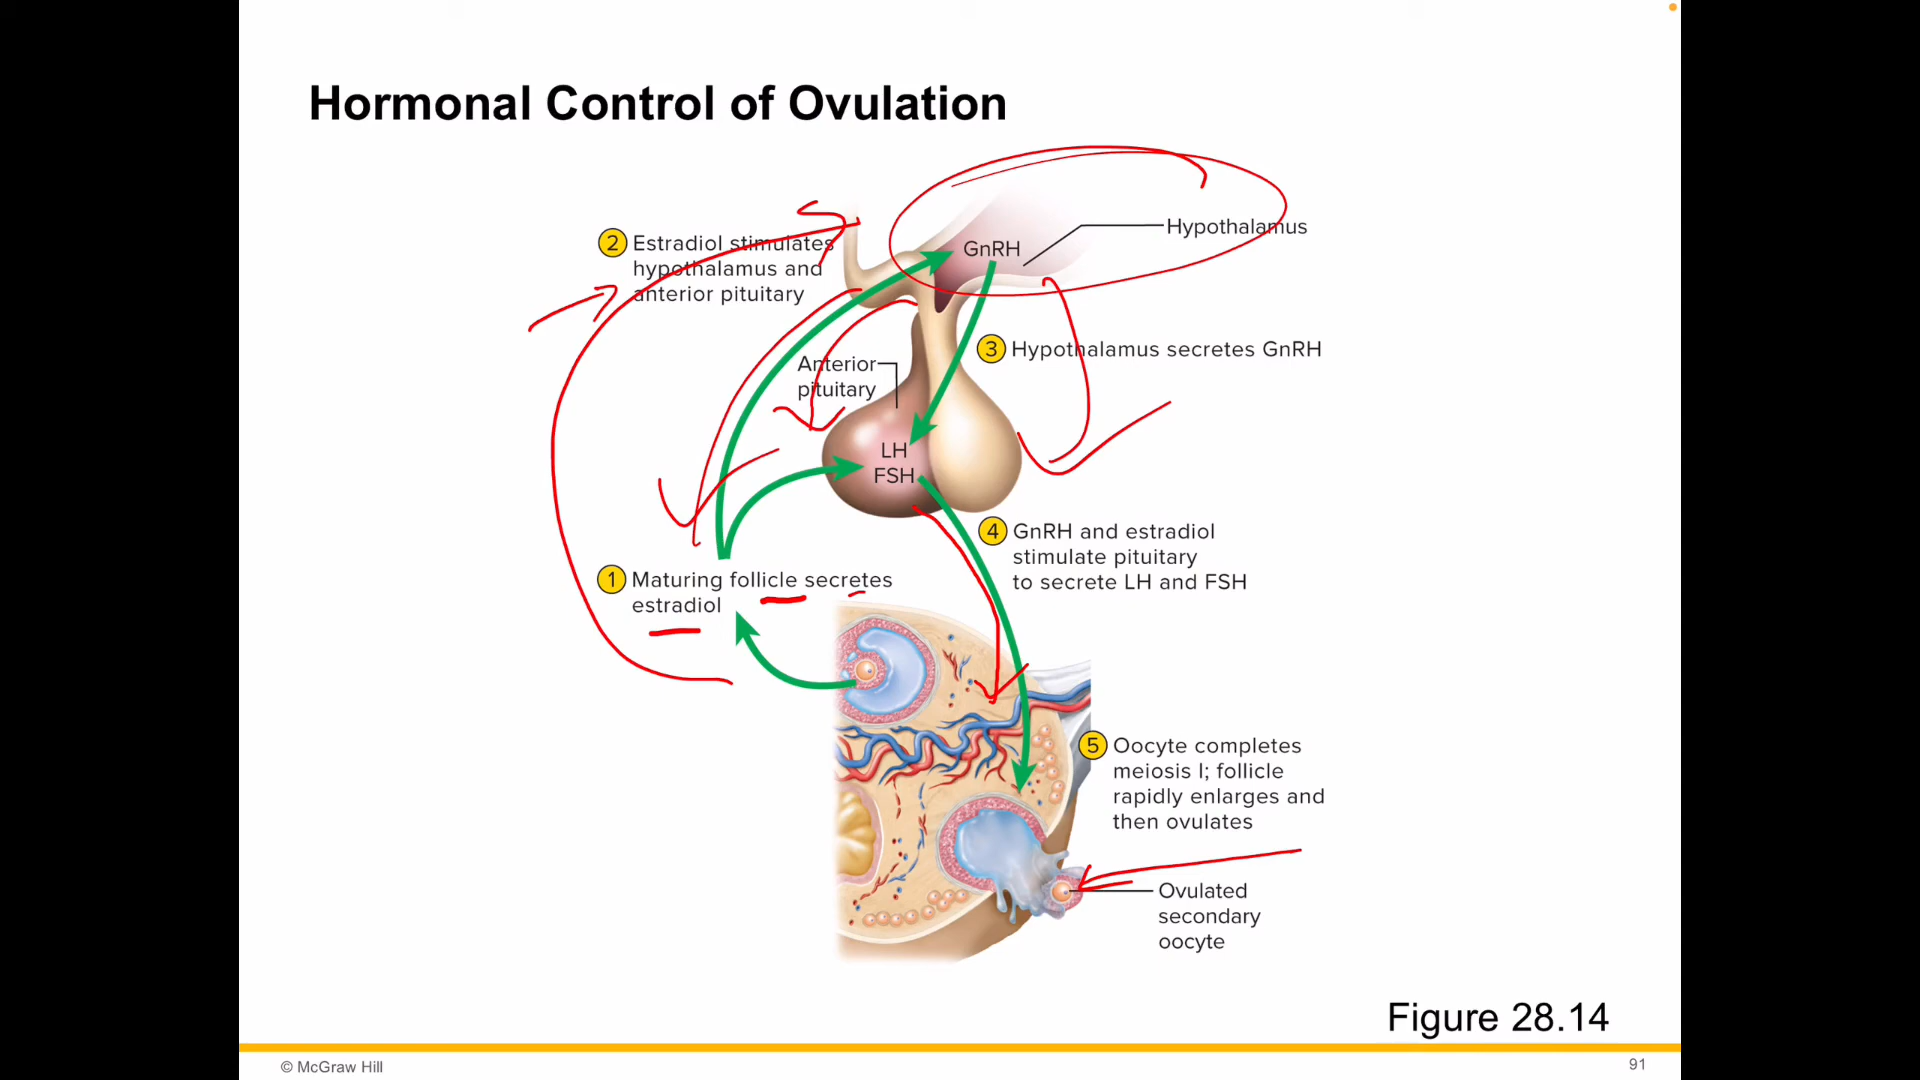 Hormonal Control of Ovulation
2 Estradiol stimulates
hypothalamus and
anterior pituitary
GnRH
Hypothalamus
3 Hypothalamus secretes GnRH
Anterior
pituitary
LH
FSH
4 GnRH and estradiol
stimulate pituitary
to secrete LH and FSH
1 Maturing follicle secretes
estradiol
5 Oocyte completes
meiosis I; follicle
rapidly enlarges and
then ovulates
Ovulated
secondary
oocyte
Figure 28.14
© McGraw Hill
91